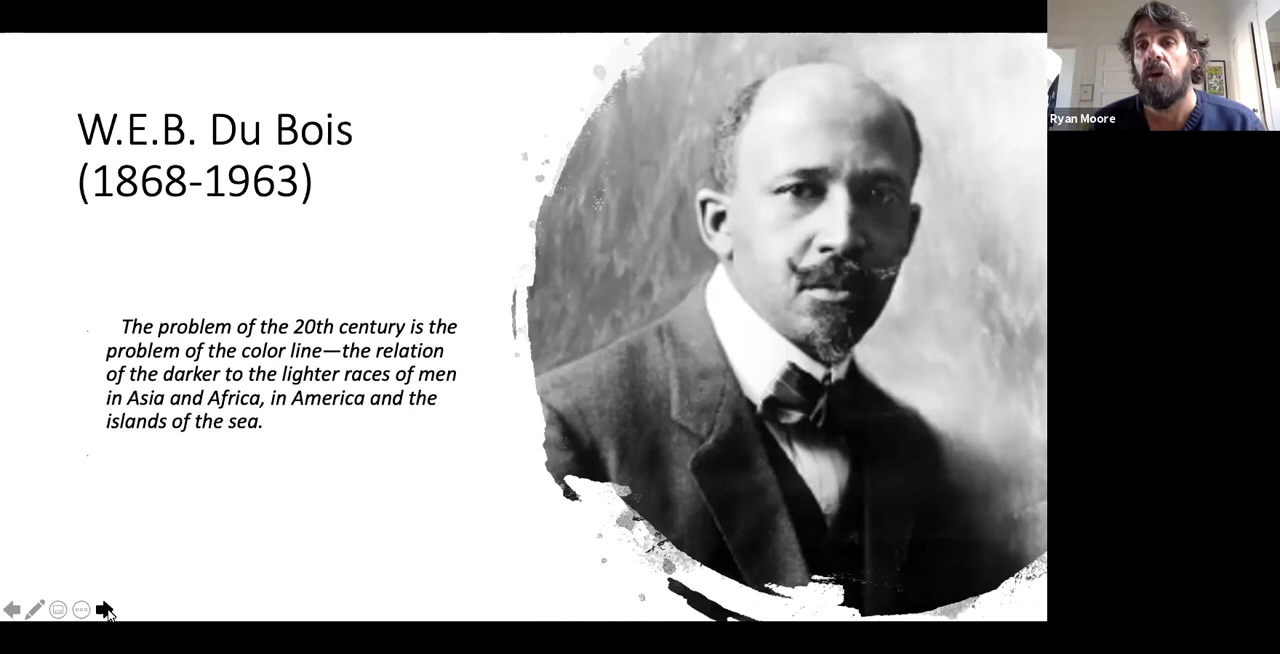 W.E.B. Du Bois
(1868-1963)
The problem of the 20th century is the
problem of the color line—the relation
of the darker to the lighter races of men
in Asia and Africa, in America and the
islands of the sea.
Ryan Moore